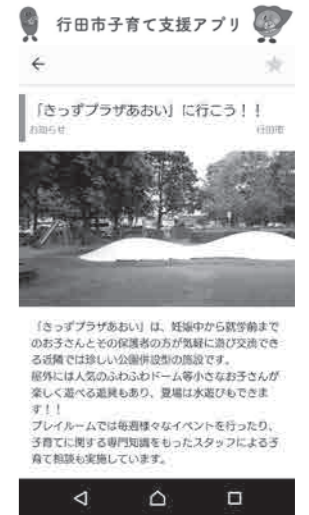 行田市子育て支援アプリ
「きっずプラザあおい」に行こう！！
お知らせ
行田市
「きっずプラザあおい」は、妊娠中から就学前まで
のお子さんとその保護者の方が気軽に遊び交流でき
る近隣では珍しい公園併設型の施設です。
屋外には人気のふわふわドーム等小さなお子さんが
楽しく遊べる遊具もあり、夏場は水遊びもできま
す！！
プレイルームでは毎週様々なイベントを行ったり、
子育てに関する専門知識をもったスタッフによる子
育て相談も実施しています。